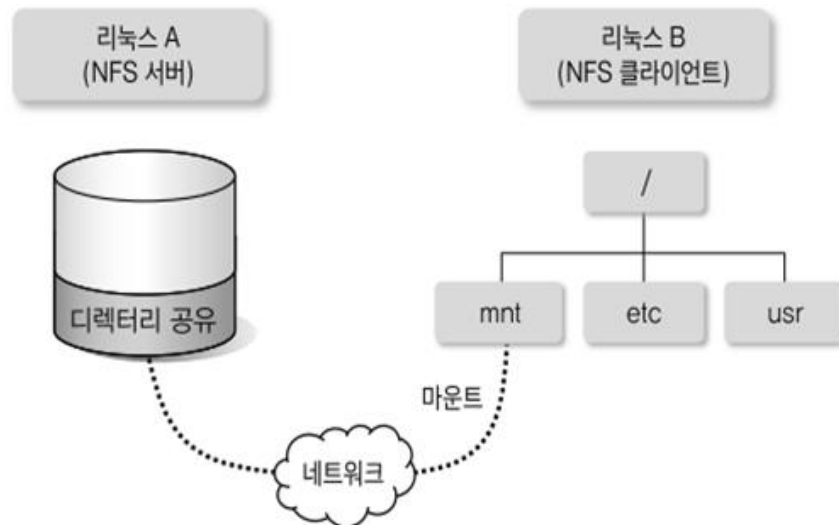 리눅스 A
(NFS 서버)
리눅스 B
(NFS 클라이언트)
/
디렉터리 공유
mnt
etc
usr
마운트
네트워크